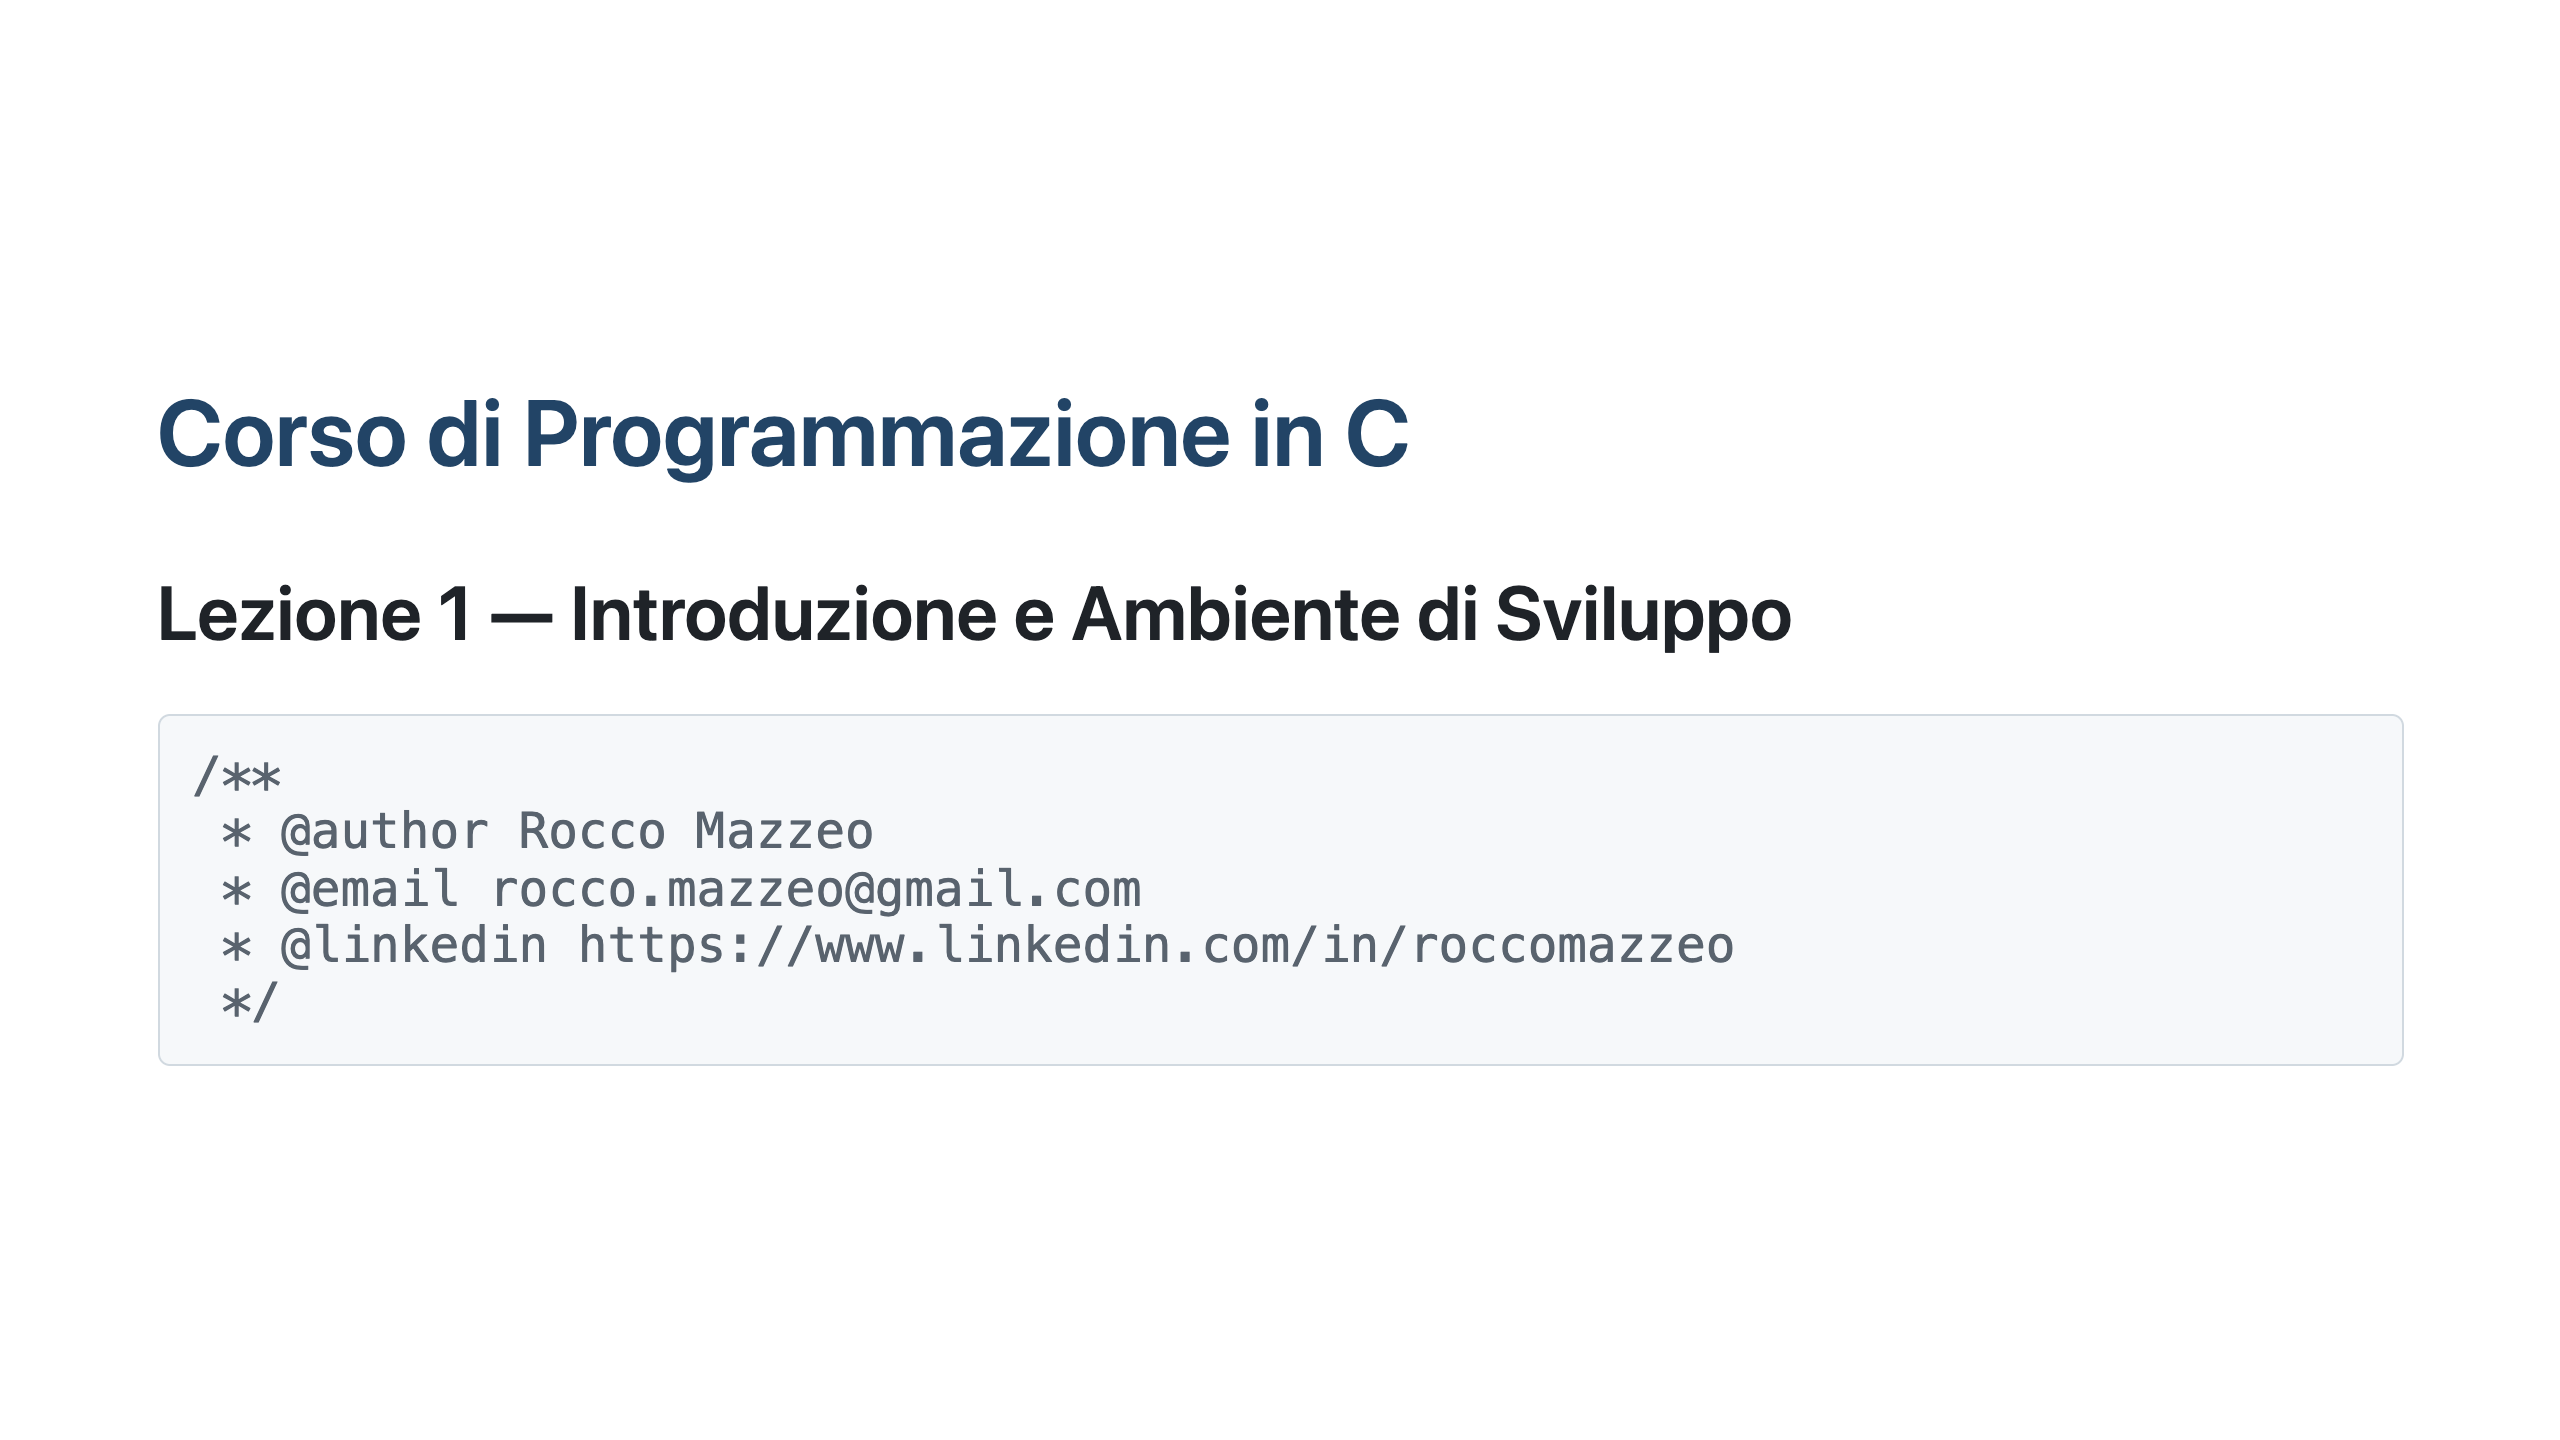 Corso di Programmazione in C
Lezione 1 — Introduzione e Ambiente di Sviluppo
/**
 * @author Rocco Mazzeo
 * @email rocco.mazzeo@gmail.com
 * @linkedin https://www.linkedin.com/in/roccomazzeo
 */